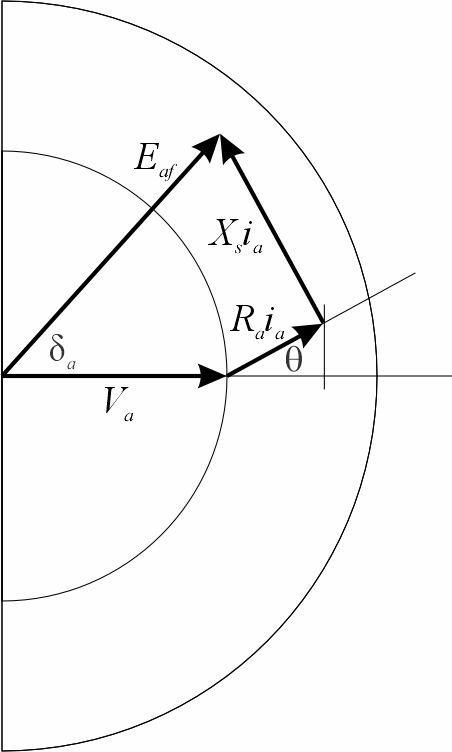 E_af
X_s i_a
R_a i_a
δ_a
θ
V_a